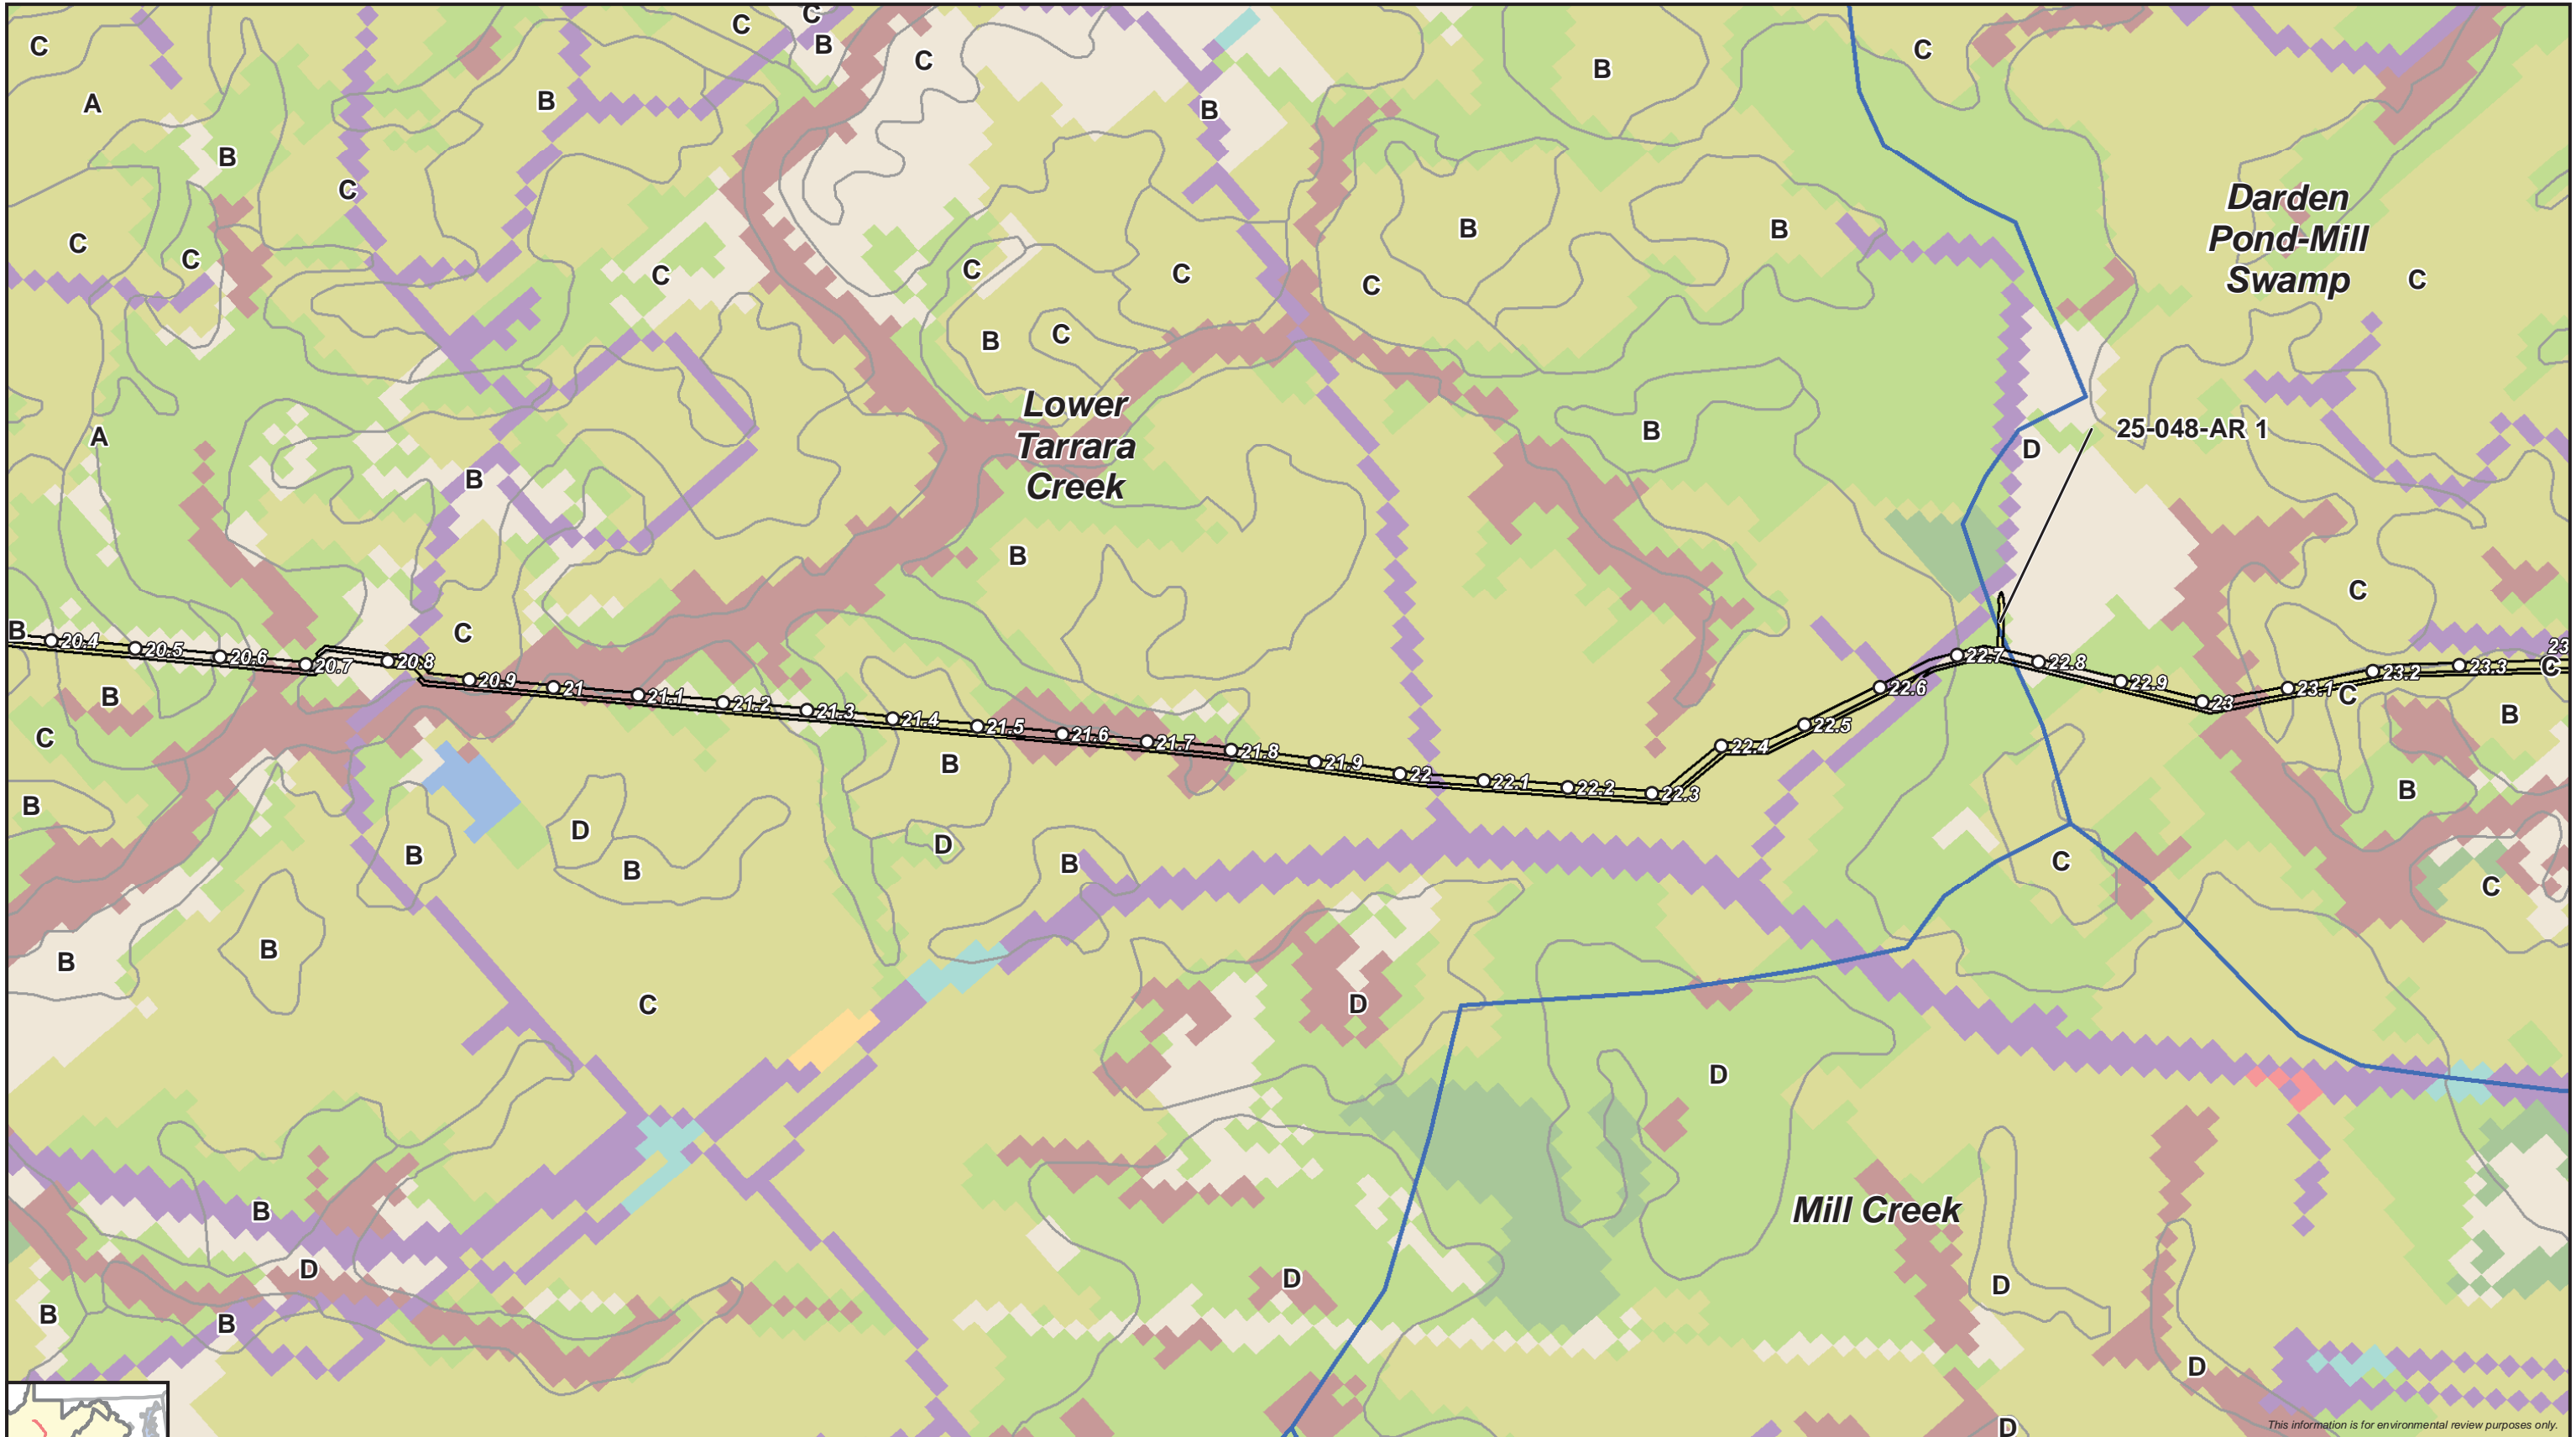 C
B
C
C
C
B
C
B
A
B
B
B
C
Darden
Pond-Mill
Swamp
C
C
B
B
C
C
C
C
C
C
B
C
Lower
Tarrara
Creek
A
B
B
D
25-048-AR 1
B
C
B
C
20.4
20.5
20.6
20.7
20.8
20.9
21
21.1
21.2
21.3
21.4
21.5
21.6
21.7
21.8
21.9
22
22.1
22.2
22.3
22.4
22.5
22.6
22.7
22.8
22.9
23
23.1
23.2
23.3
23
C
C
B
B
C
B
B
B
D
B
B
D
B
C
C
B
B
C
D
D
Mill Creek
B
D
D
D
B
B
D
D
This information is for environmental review purposes only.